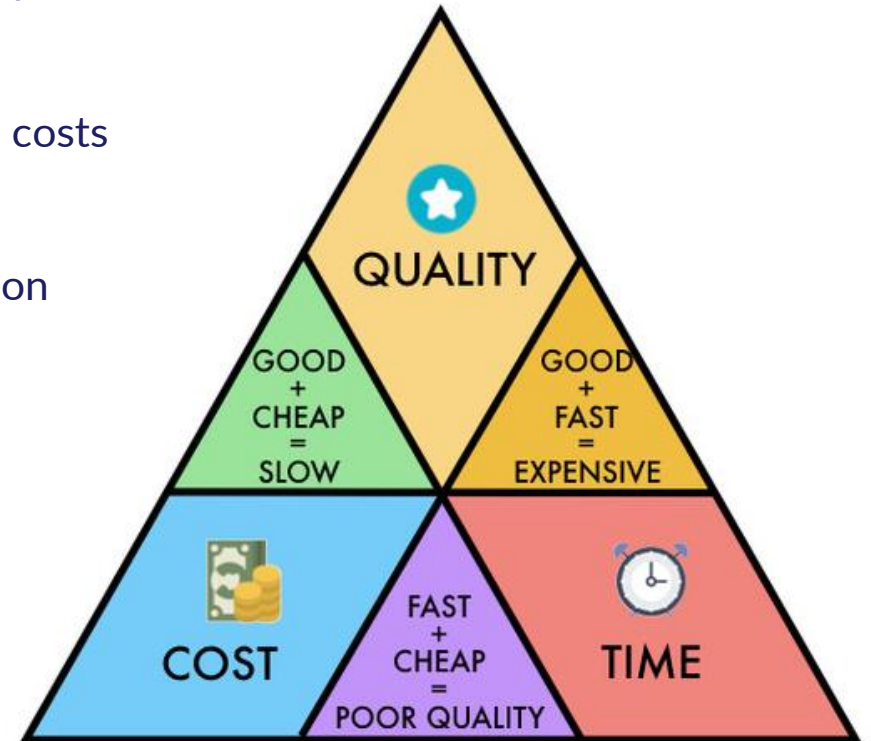 costs
on
QUALITY
GOOD
+
CHEAP
=
SLOW
GOOD
+
FAST
=
EXPENSIVE
COST
FAST
+
CHEAP
=
POOR QUALITY
TIME